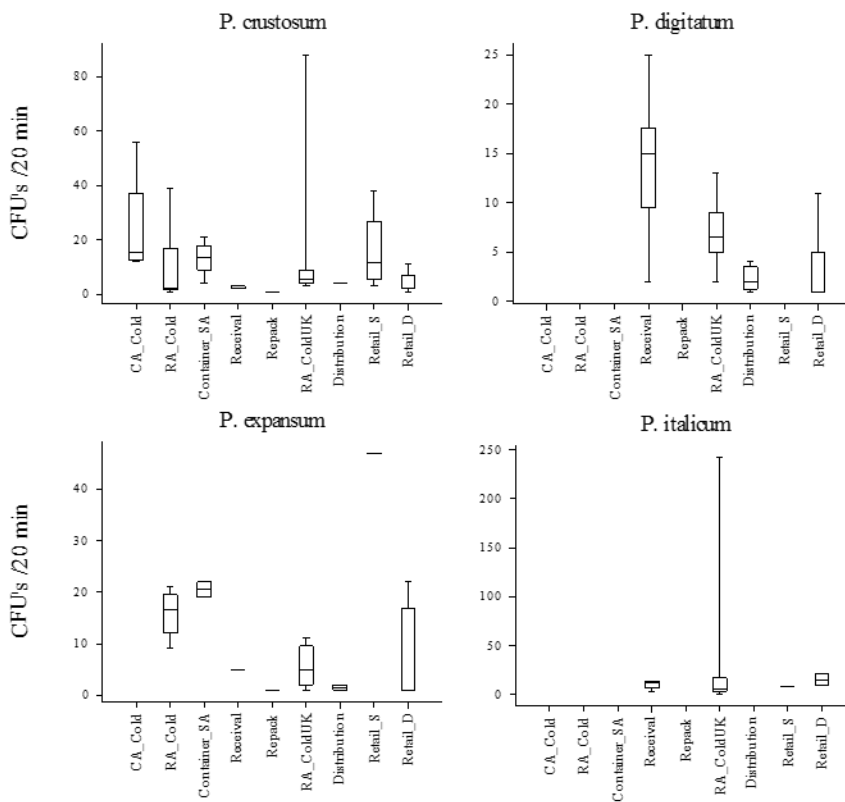 P. crustosum
CFU's /20 min
80
60
40
20
0
CA_Cold
RA_Cold
Container_SA
Receival
Repack
RA_ColdUK
Distribution
Retail_S
Retail_D
P. digitatum
25
20
15
10
5
0
CA_Cold
RA_Cold
Container_SA
Receival
Repack
RA_ColdUK
Distribution
Retail_S
Retail_D
P. expansum
CFU's /20 min
40
30
20
10
0
CA_Cold
RA_Cold
Container_SA
Receival
Repack
RA_ColdUK
Distribution
Retail_S
Retail_D
P. italicum
250
200
150
100
50
0
CA_Cold
RA_Cold
Container_SA
Receival
Repack
RA_ColdUK
Distribution
Retail_S
Retail_D